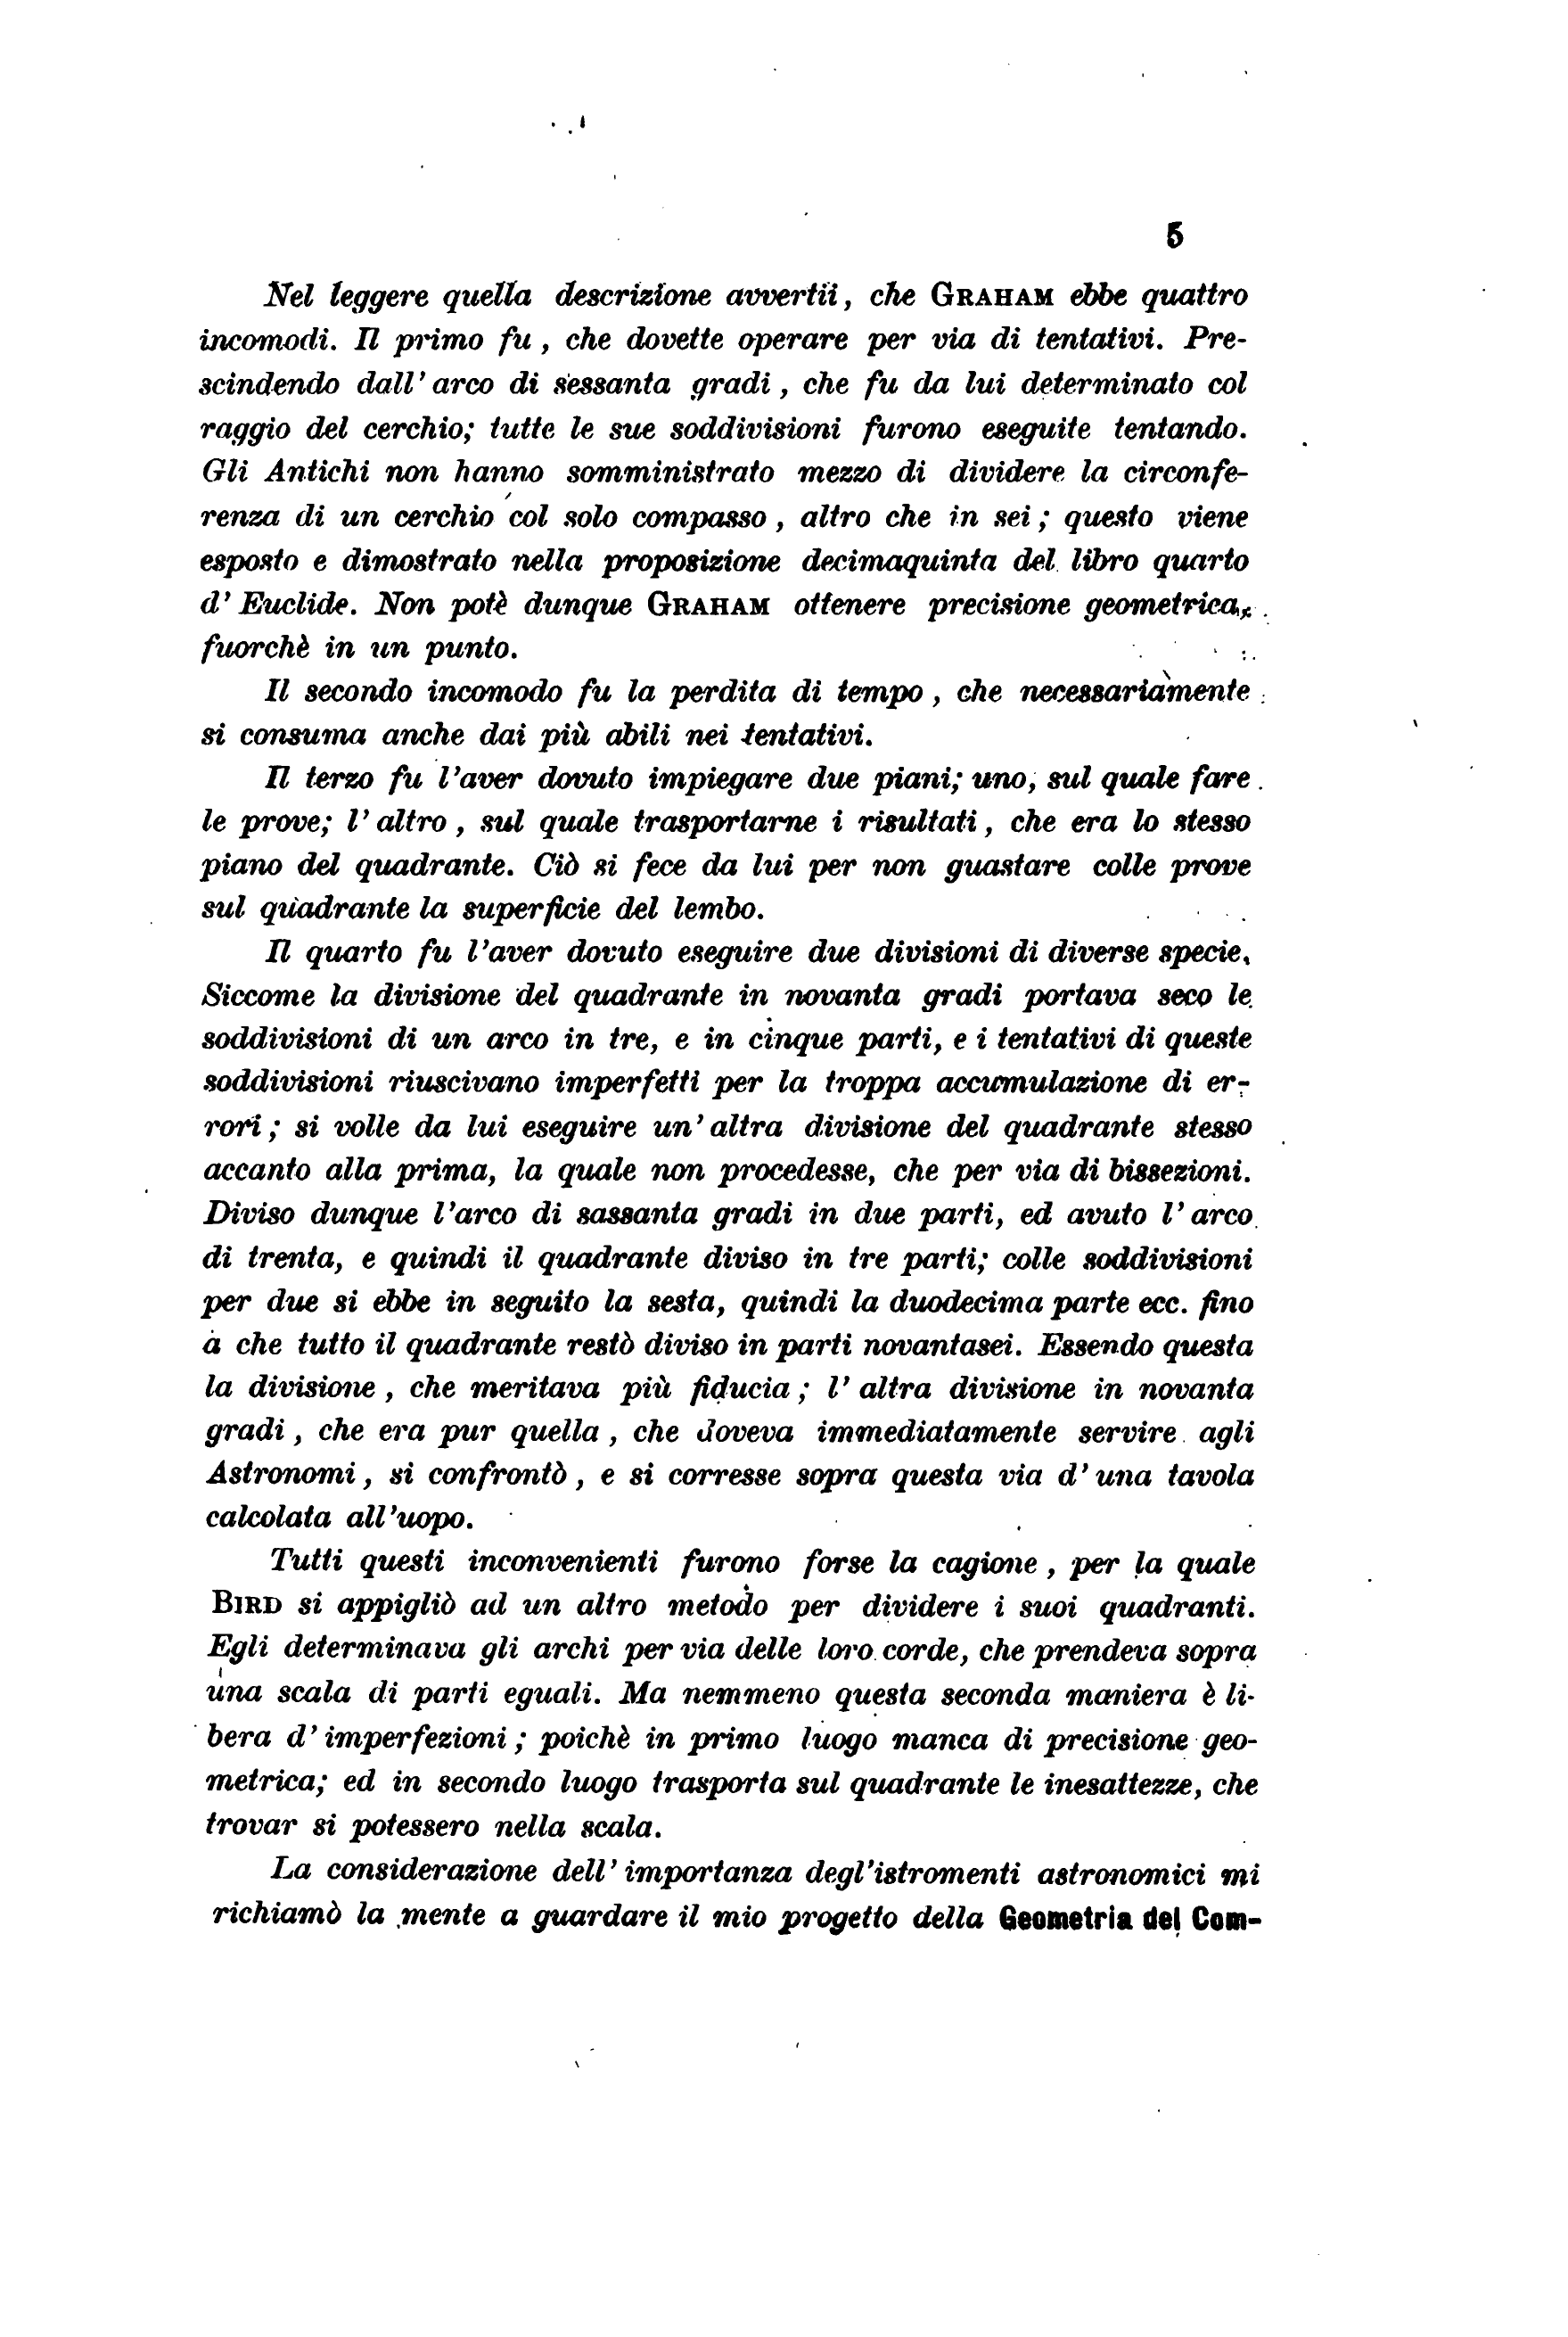 5
Nel leggere quella descrizione avvertii, che GRAHAM ebbe quattro
incomodi. Il primo fu, che dovette operare per via di tentativi. Pre-
scindendo dall' arco di sessanta gradi, che fu da lui determinato col
raggio del cerchio; tutte le sue soddivisioni furono eseguite tentando.
Gli Antichi non hanno somministrato mezzo di dividere la circonfe-
renza di un cerchio col solo compasso, altro che in sei; questo viene
esposto e dimostrato nella proposizione decimaquinta del libro quarto
d' Euclide. Non potè dunque GRAHAM ottenere precisione geometrica,
fuorchè in un punto.
Il secondo incomodo fu la perdita di tempo, che necessariamente
si consuma anche dai più abili nei tentativi.
Il terzo fu l'aver dovuto impiegare due piani; uno, sul quale fare
le prove; l' altro, sul quale trasportarne i risultati, che era lo stesso
piano del quadrante. Ciò si fece da lui per non guastare colle prove
sul quadrante la superficie del lembo.
Il quarto fu l'aver dovuto eseguire due divisioni di diverse specie,
Siccome la divisione del quadrante in novanta gradi portava seco le
soddivisioni di un arco in tre, e in cinque parti, e i tentativi di queste
soddivisioni riuscivano imperfetti per la troppa accumulazione di er-
rori; si volle da lui eseguire un' altra divisione del quadrante stesso
accanto alla prima, la quale non procedesse, che per via di bissezioni.
Diviso dunque l'arco di sassanta gradi in due parti, ed avuto l' arco
di trenta, e quindi il quadrante diviso in tre parti; colle soddivisioni
per due si ebbe in seguito la sesta, quindi la duodecima parte ecc. fino
a che tutto il quadrante restò diviso in parti novantasei. Essendo questa
la divisione, che meritava più fiducia; l' altra divisione in novanta
gradi, che era pur quella, che doveva immediatamente servire agli
Astronomi, si confrontò, e si corresse sopra questa via d' una tavola
calcolata all'uopo.
Tutti questi inconvenienti furono forse la cagione, per la quale
BIRD si appigliò ad un altro metodo per dividere i suoi quadranti.
Egli determinava gli archi per via delle loro corde, che prendeva sopra
una scala di parti eguali. Ma nemmeno questa seconda maniera è li-
bera d' imperfezioni; poichè in primo luogo manca di precisione geo-
metrica; ed in secondo luogo trasporta sul quadrante le inesattezze, che
trovar si potessero nella scala.
La considerazione dell' importanza degl'istromenti astronomici mi
richiamò la mente a guardare il mio progetto della Geometria del Com-